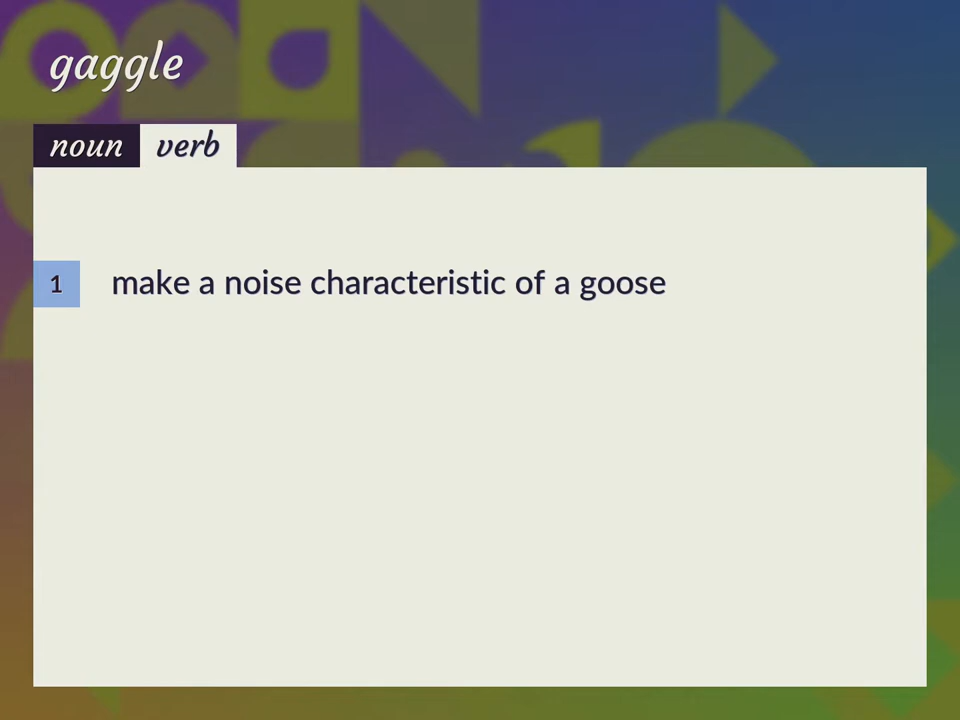 gaggle
noun verb
1 make a noise characteristic of a goose